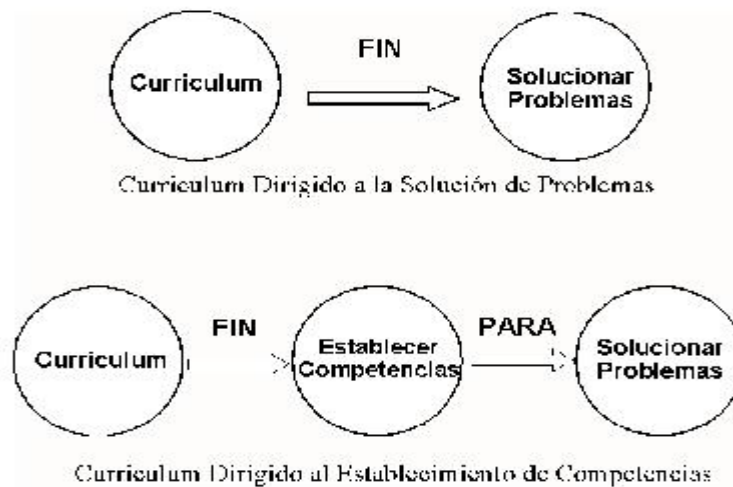 FIN
Curriculum
Solucionar
Problemas
Curriculum Dirigido a la Solución de Problemas
FIN
PARA
Curriculum
Establecer
Competencias
Solucionar
Problemas
Curriculum Dirigido al Establecimiento de Competencias